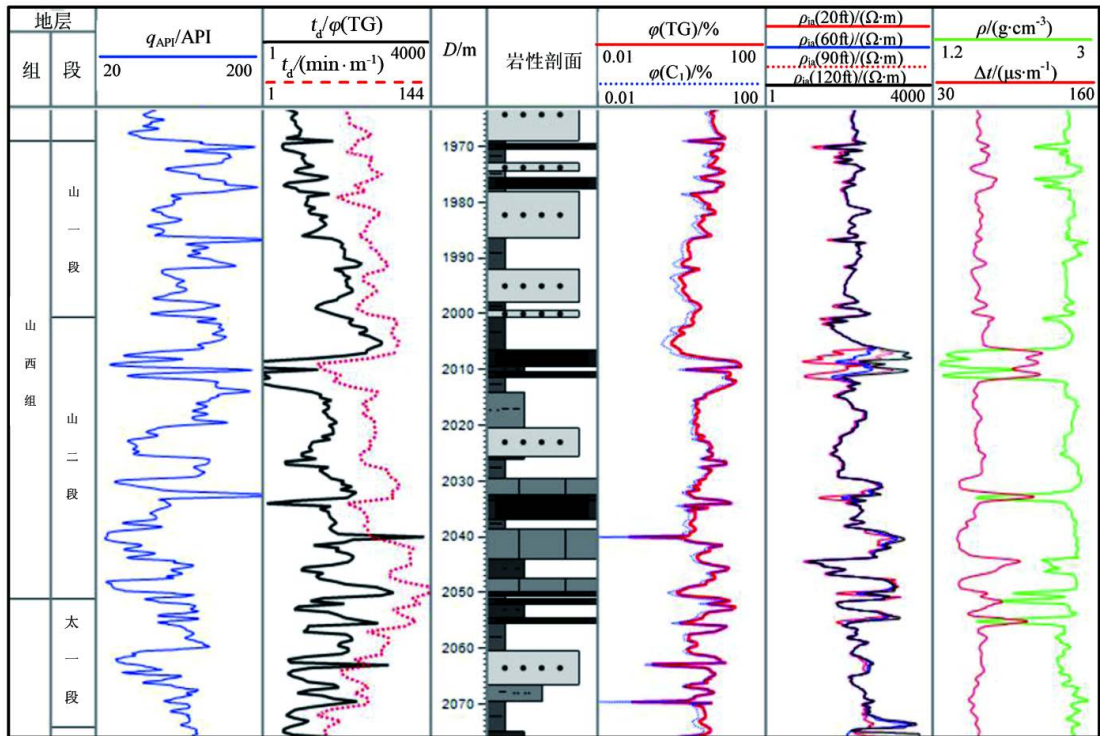 地层
组
段
q_API/API
20 200
t_d/φ(TG)
1 4000
t_d/(min·m⁻¹)
1 144
D/m
岩性剖面
φ(TG)/%
0.01 100
φ(C₁)/%
0.01 100
ρ_ia(20ft)/(Ω·m)
ρ_ia(60ft)/(Ω·m)
ρ_ia(90ft)/(Ω·m)
ρ_ia(120ft)/(Ω·m)
1 4000
ρ/(g·cm⁻³)
1.2 3
Δt/(μs·m⁻¹)
30 160
山西组
山一段
山二段
太一段
1970
1980
1990
2000
2010
2020
2030
2040
2050
2060
2070